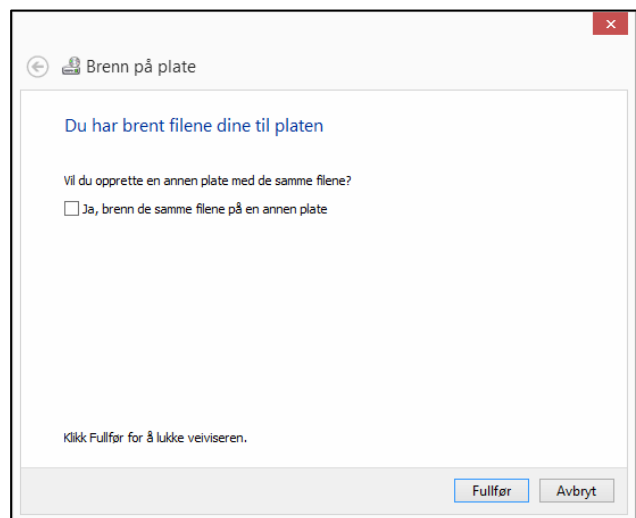 Brenn på plate
Du har brent filene dine til platen
Vil du opprette en annen plate med de samme filene?
Ja, brenn de samme filene på en annen plate
Klikk Fullfør for å lukke veiviseren.
Fullfør
Avbryt